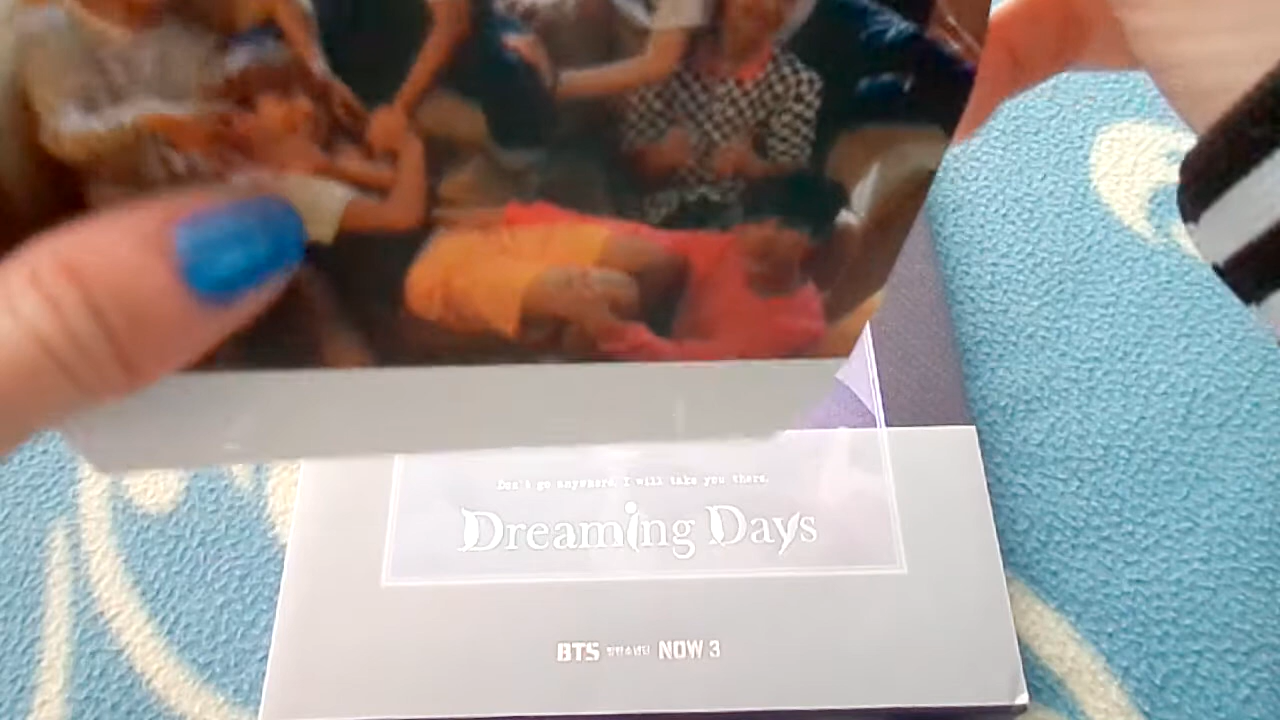 Don't go anywhere. I will take you there.
Dreaming Days
BTS 방탄소년단 NOW 3